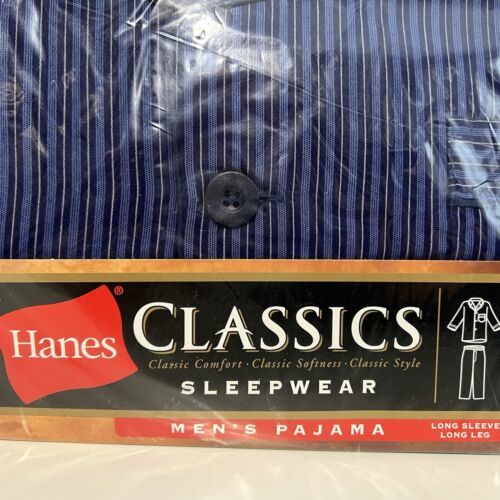 Hanes®
CLASSICS
Classic Comfort · Classic Softness · Classic Style
SLEEPWEAR
MEN'S PAJAMA
LONG SLEEVE
LONG LEG